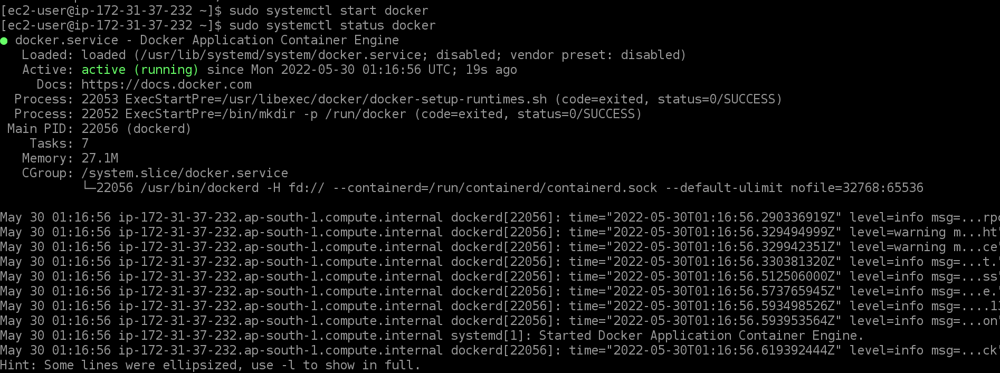 [ec2-user@ip-172-31-37-232 ~]$ sudo systemctl start docker
[ec2-user@ip-172-31-37-232 ~]$ sudo systemctl status docker
● docker.service - Docker Application Container Engine
   Loaded: loaded (/usr/lib/systemd/system/docker.service; disabled; vendor preset: disabled)
   Active: active (running) since Mon 2022-05-30 01:16:56 UTC; 19s ago
     Docs: https://docs.docker.com
  Process: 22053 ExecStartPre=/usr/libexec/docker/docker-setup-runtimes.sh (code=exited, status=0/SUCCESS)
  Process: 22052 ExecStartPre=/bin/mkdir -p /run/docker (code=exited, status=0/SUCCESS)
 Main PID: 22056 (dockerd)
    Tasks: 7
   Memory: 27.1M
   CGroup: /system.slice/docker.service
           └─22056 /usr/bin/dockerd -H fd:// --containerd=/run/containerd/containerd.sock --default-ulimit nofile=32768:65536
May 30 01:16:56 ip-172-31-37-232.ap-south-1.compute.internal dockerd[22056]: time="2022-05-30T01:16:56.290336919Z" level=info msg=...rpc
May 30 01:16:56 ip-172-31-37-232.ap-south-1.compute.internal dockerd[22056]: time="2022-05-30T01:16:56.329494999Z" level=warning m...ht"
May 30 01:16:56 ip-172-31-37-232.ap-south-1.compute.internal dockerd[22056]: time="2022-05-30T01:16:56.329942351Z" level=warning m...ce"
May 30 01:16:56 ip-172-31-37-232.ap-south-1.compute.internal dockerd[22056]: time="2022-05-30T01:16:56.330381320Z" level=info msg=...t."
May 30 01:16:56 ip-172-31-37-232.ap-south-1.compute.internal dockerd[22056]: time="2022-05-30T01:16:56.512506000Z" level=info msg=...ss"
May 30 01:16:56 ip-172-31-37-232.ap-south-1.compute.internal dockerd[22056]: time="2022-05-30T01:16:56.573765945Z" level=info msg=...e."
May 30 01:16:56 ip-172-31-37-232.ap-south-1.compute.internal dockerd[22056]: time="2022-05-30T01:16:56.593498526Z" level=info msg=....13
May 30 01:16:56 ip-172-31-37-232.ap-south-1.compute.internal dockerd[22056]: time="2022-05-30T01:16:56.593953564Z" level=info msg=...on"
May 30 01:16:56 ip-172-31-37-232.ap-south-1.compute.internal systemd[1]: Started Docker Application Container Engine.
May 30 01:16:56 ip-172-31-37-232.ap-south-1.compute.internal dockerd[22056]: time="2022-05-30T01:16:56.619392444Z" level=info msg=...ck"
Hint: Some lines were ellipsized, use -l to show in full.